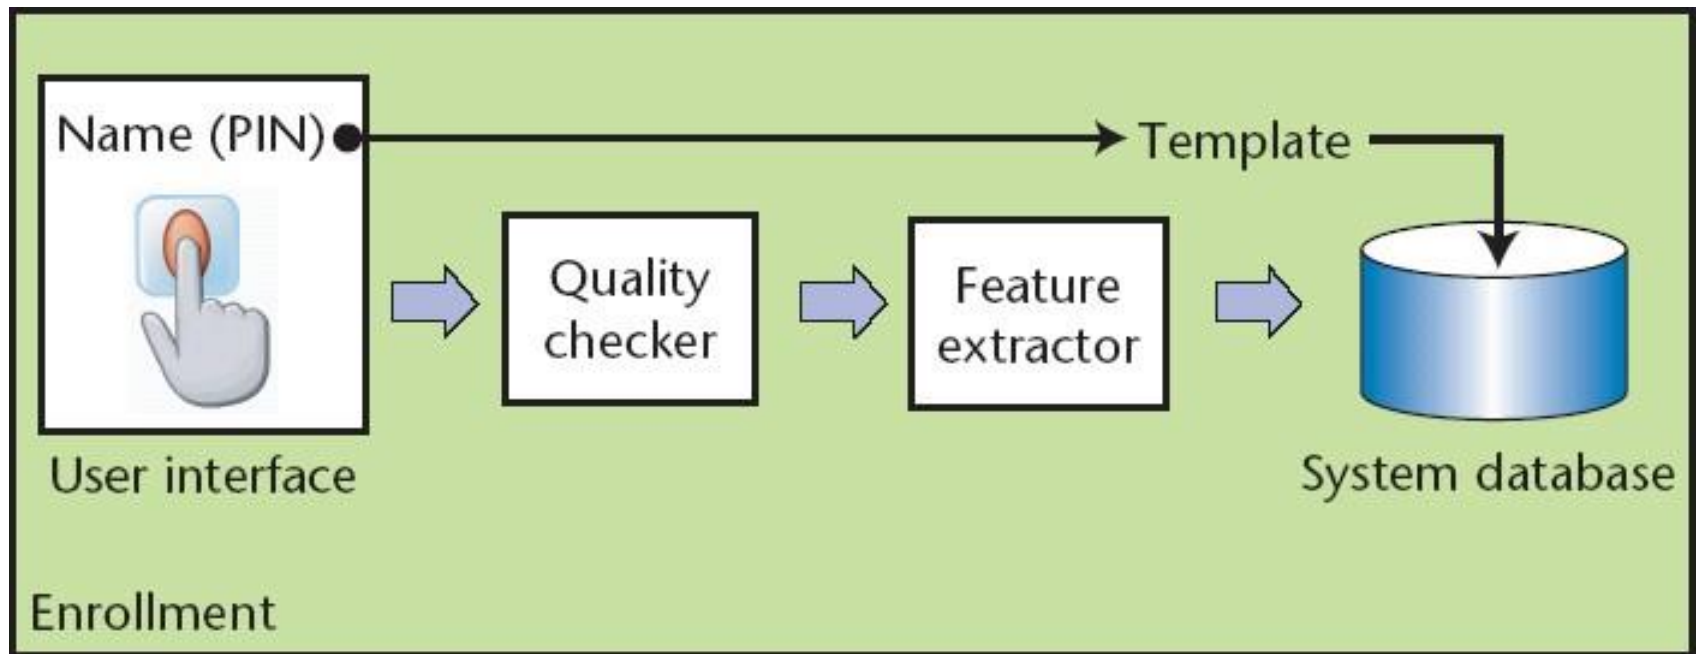 Name (PIN)
Template
Quality
checker
Feature
extractor
User interface
System database
Enrollment